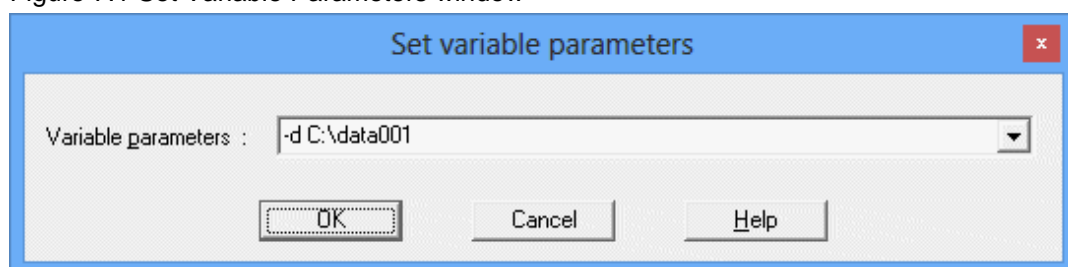 Set variable parameters
x
Variable parameters : -d C:\data001
OK Cancel Help